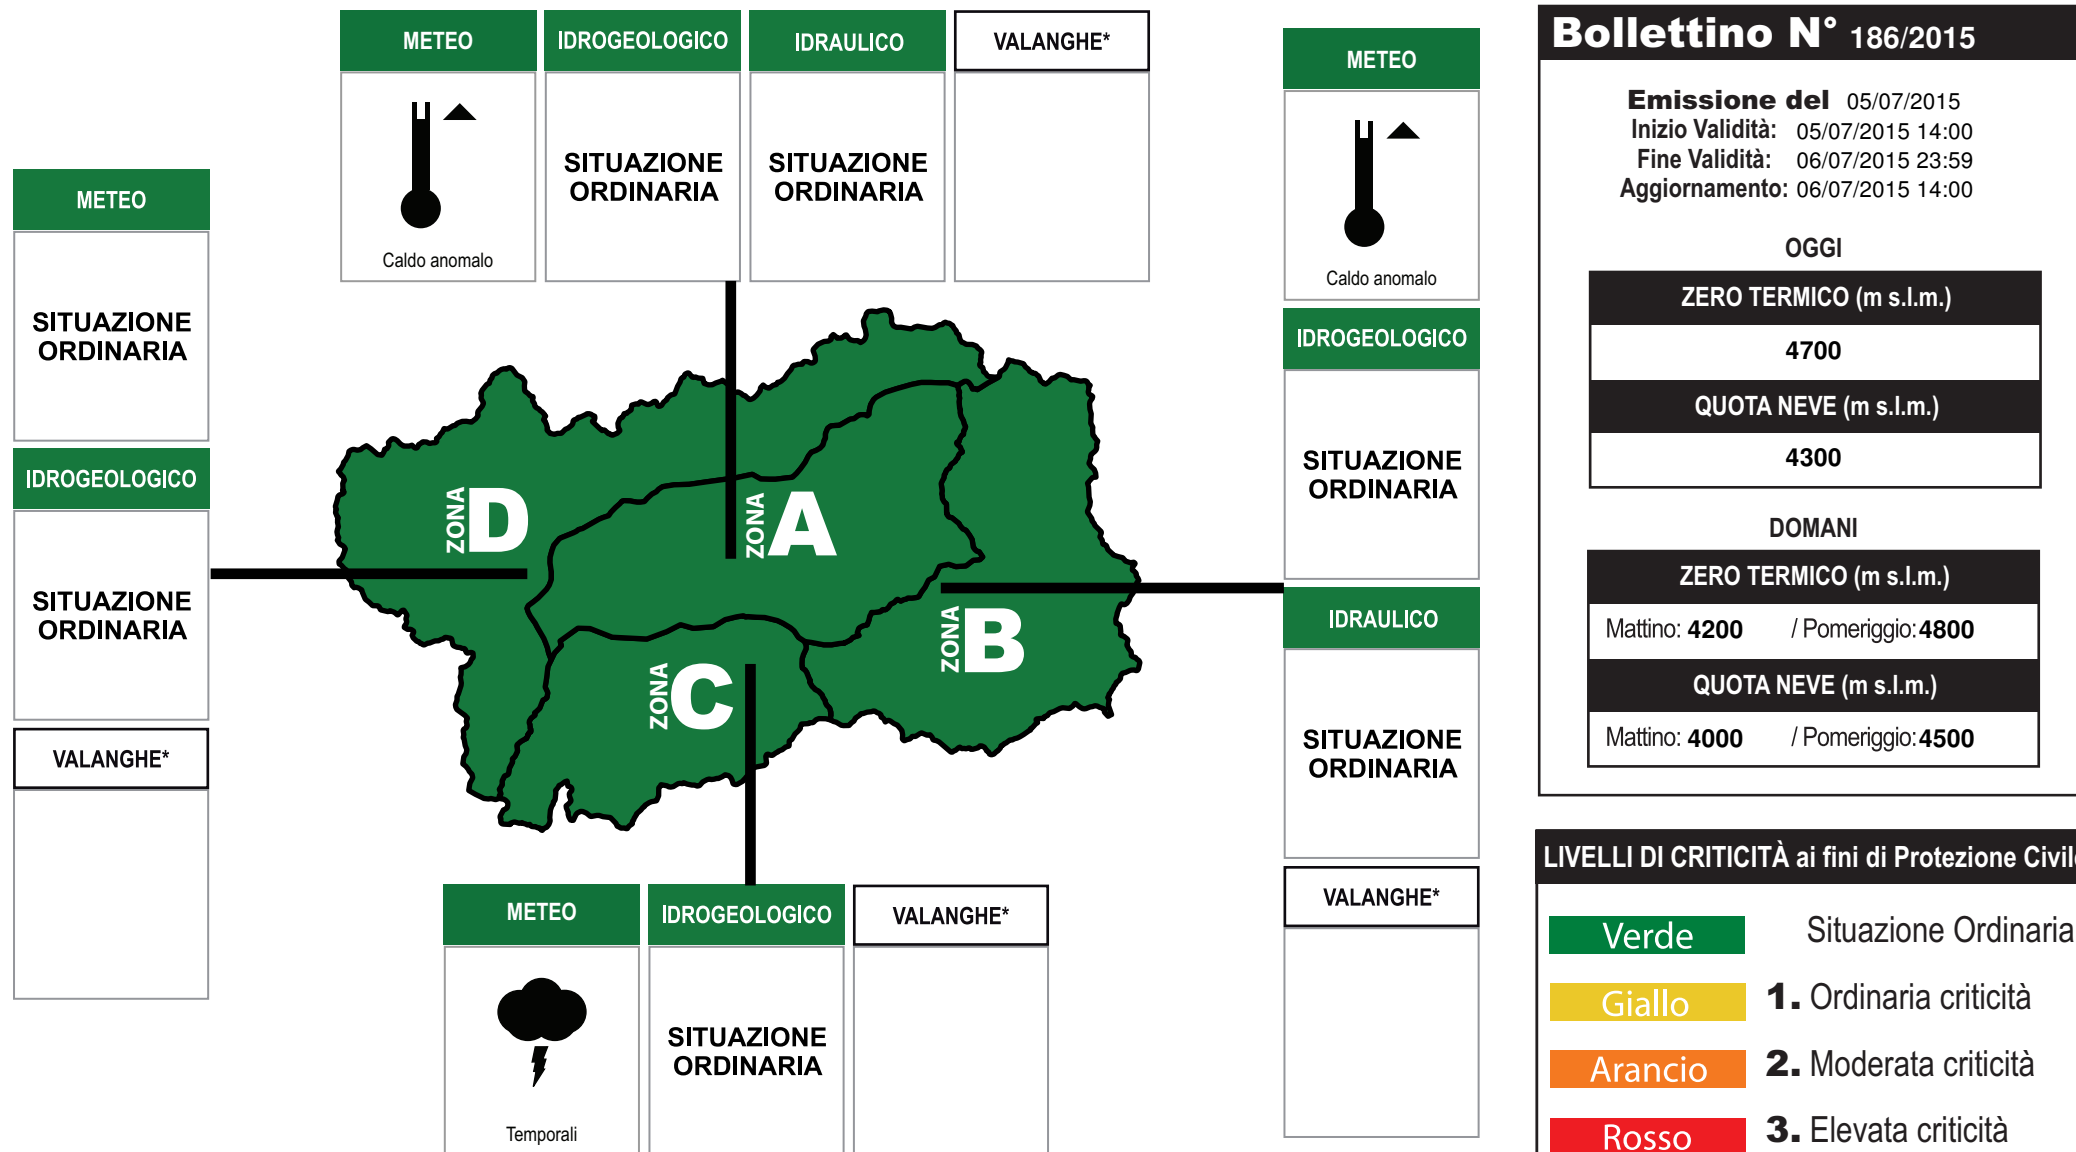 METEO IDROGEOLOGICO IDRAULICO VALANGHE*
Caldo anomalo
SITUAZIONE
ORDINARIA
SITUAZIONE
ORDINARIA
METEO
SITUAZIONE
ORDINARIA
IDROGEOLOGICO
SITUAZIONE
ORDINARIA
VALANGHE*
ZONA D
ZONA A
ZONA B
ZONA C
METEO
Caldo anomalo
IDROGEOLOGICO
SITUAZIONE
ORDINARIA
IDRAULICO
SITUAZIONE
ORDINARIA
VALANGHE*
METEO IDROGEOLOGICO VALANGHE*
Temporali
SITUAZIONE
ORDINARIA
Bollettino N° 186/2015
Emissione del 05/07/2015
Inizio Validità: 05/07/2015 14:00
Fine Validità: 06/07/2015 23:59
Aggiornamento: 06/07/2015 14:00
OGGI
ZERO TERMICO (m s.l.m.)
4700
QUOTA NEVE (m s.l.m.)
4300
DOMANI
ZERO TERMICO (m s.l.m.)
Mattino: 4200 / Pomeriggio: 4800
QUOTA NEVE (m s.l.m.)
Mattino: 4000 / Pomeriggio: 4500
LIVELLI DI CRITICITÀ ai fini di Protezione Civile
Verde Situazione Ordinaria
Giallo 1. Ordinaria criticità
Arancio 2. Moderata criticità
Rosso 3. Elevata criticità